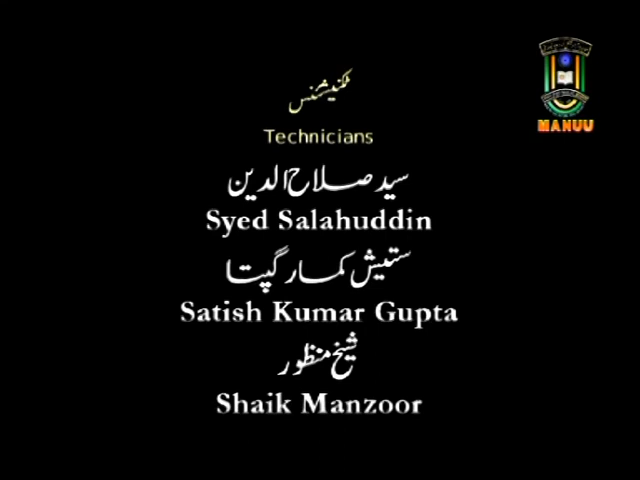 ٹکنیشنس
Technicians
سید صلاح الدین
Syed Salahuddin
ستیش کمار گپتا
Satish Kumar Gupta
شیخ منظور
Shaik Manzoor
MANUU